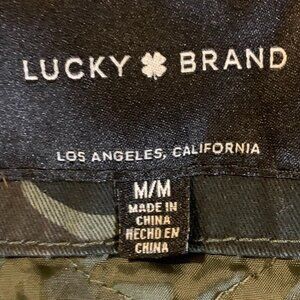 LUCKY BRAND
LOS ANGELES, CALIFORNIA
M/M
MADE IN
CHINA
HECHO EN
CHINA